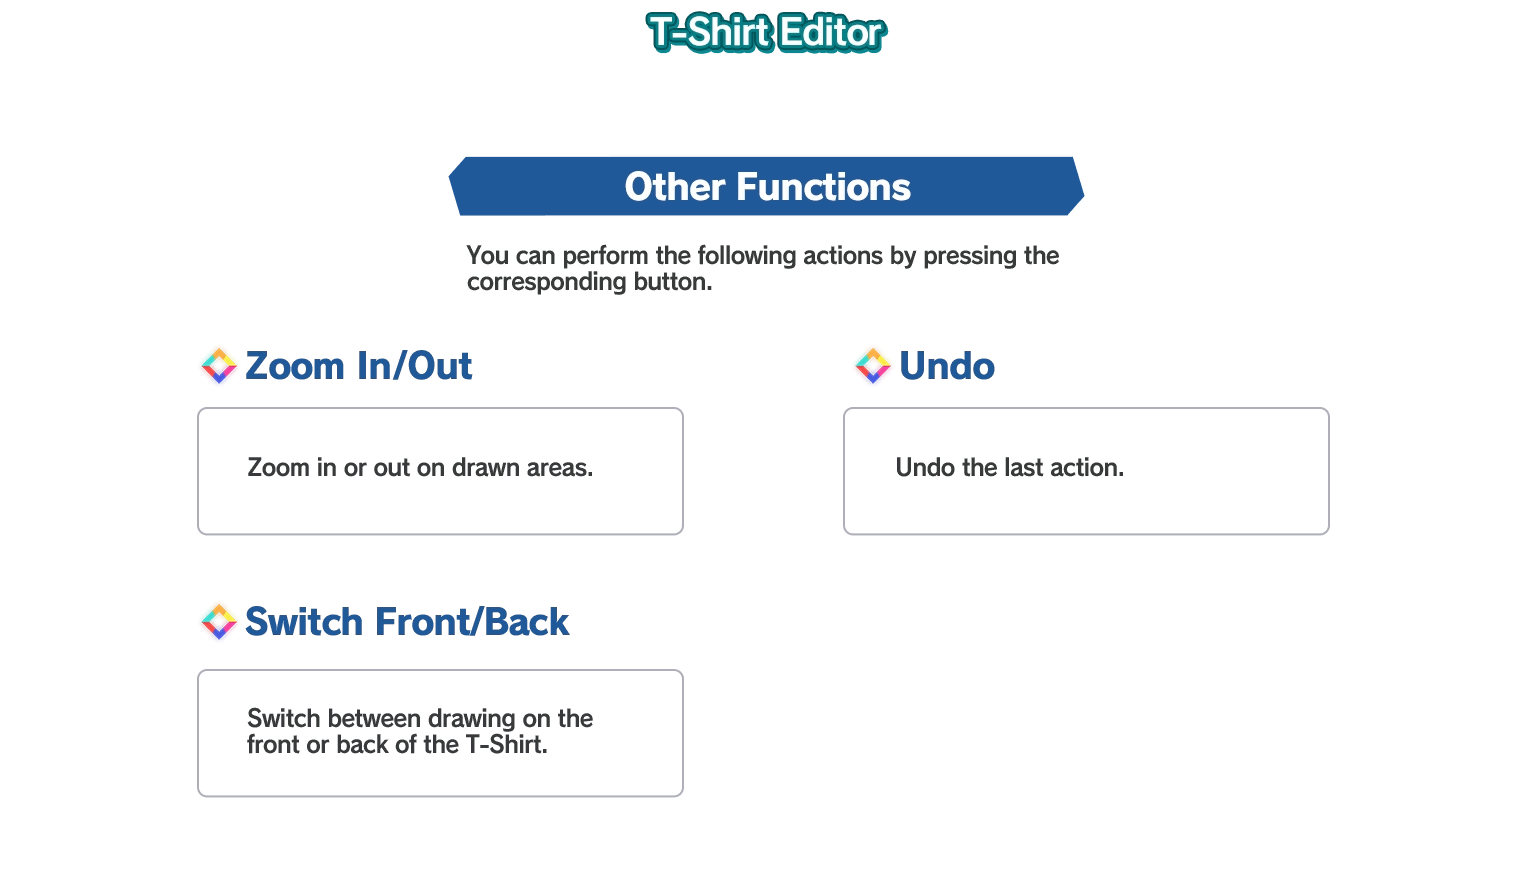 T-Shirt Editor
Other Functions
You can perform the following actions by pressing the
corresponding button.
Zoom In/Out
Zoom in or out on drawn areas.
Undo
Undo the last action.
Switch Front/Back
Switch between drawing on the
front or back of the T-Shirt.